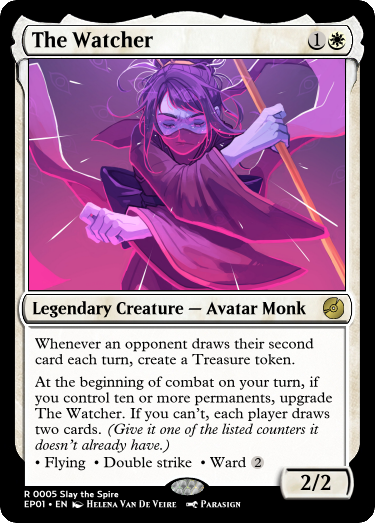 The Watcher 1
Legendary Creature — Avatar Monk
Whenever an opponent draws their second
card each turn, create a Treasure token.
At the beginning of combat on your turn, if
you control ten or more permanents, upgrade
The Watcher. If you can't, each player draws
two cards. (Give it one of the listed counters it
doesn't already have.)
• Flying • Double strike • Ward 2
2/2
R 0005 Slay the Spire
EP01 • EN Helena Van De Veire Parasign